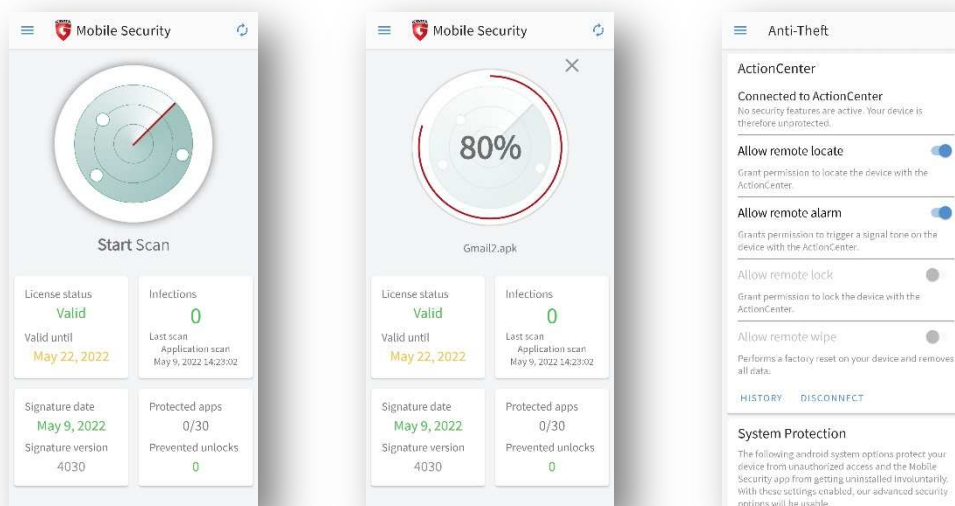 Mobile Security
Start Scan
License status
Valid
Valid until
May 22, 2022
Infections
0
Last scan
Application scan
May 9, 2022 14:23:02
Signature date
May 9, 2022
Signature version
4030
Protected apps
0/30
Prevented unlocks
0
Mobile Security
80%
Gmail2.apk
License status
Valid
Valid until
May 22, 2022
Infections
0
Last scan
Application scan
May 9, 2022 14:23:02
Signature date
May 9, 2022
Signature version
4030
Protected apps
0/30
Prevented unlocks
0
Anti-Theft
ActionCenter
Connected to ActionCenter
No security features are active. Your device is
therefore unprotected.
Allow remote locate
Grant permission to locate the device with the
ActionCenter.
Allow remote alarm
Grants permission to trigger a signal tone on the
device with the ActionCenter.
Allow remote lock
Grant permission to lock the device with the
ActionCenter.
Allow remote wipe
Performs a factory reset on your device and removes
all data.
HISTORY DISCONNECT
System Protection
The following android system options protect your
device from unauthorized access and the Mobile
Security app from getting uninstalled involuntarily.
With these settings enabled, our advanced security
options will be usable.